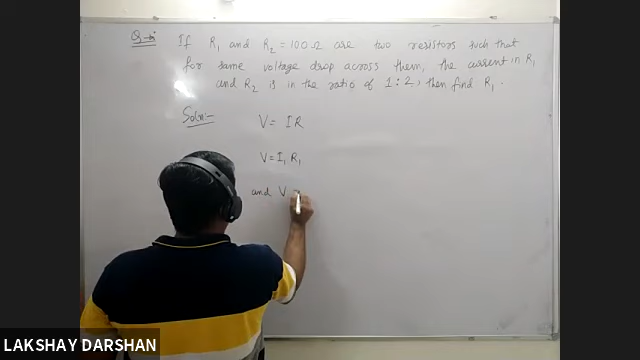 Q.→ If R₁ and R₂ = 100Ω are two resistors such that
for same voltage drop across them, the current in R₁
and R₂ is in the ratio of 1:2, then find R₁.
Soln:-
V = IR
V = I₁ R₁
and V =
LAKSHAY DARSHAN